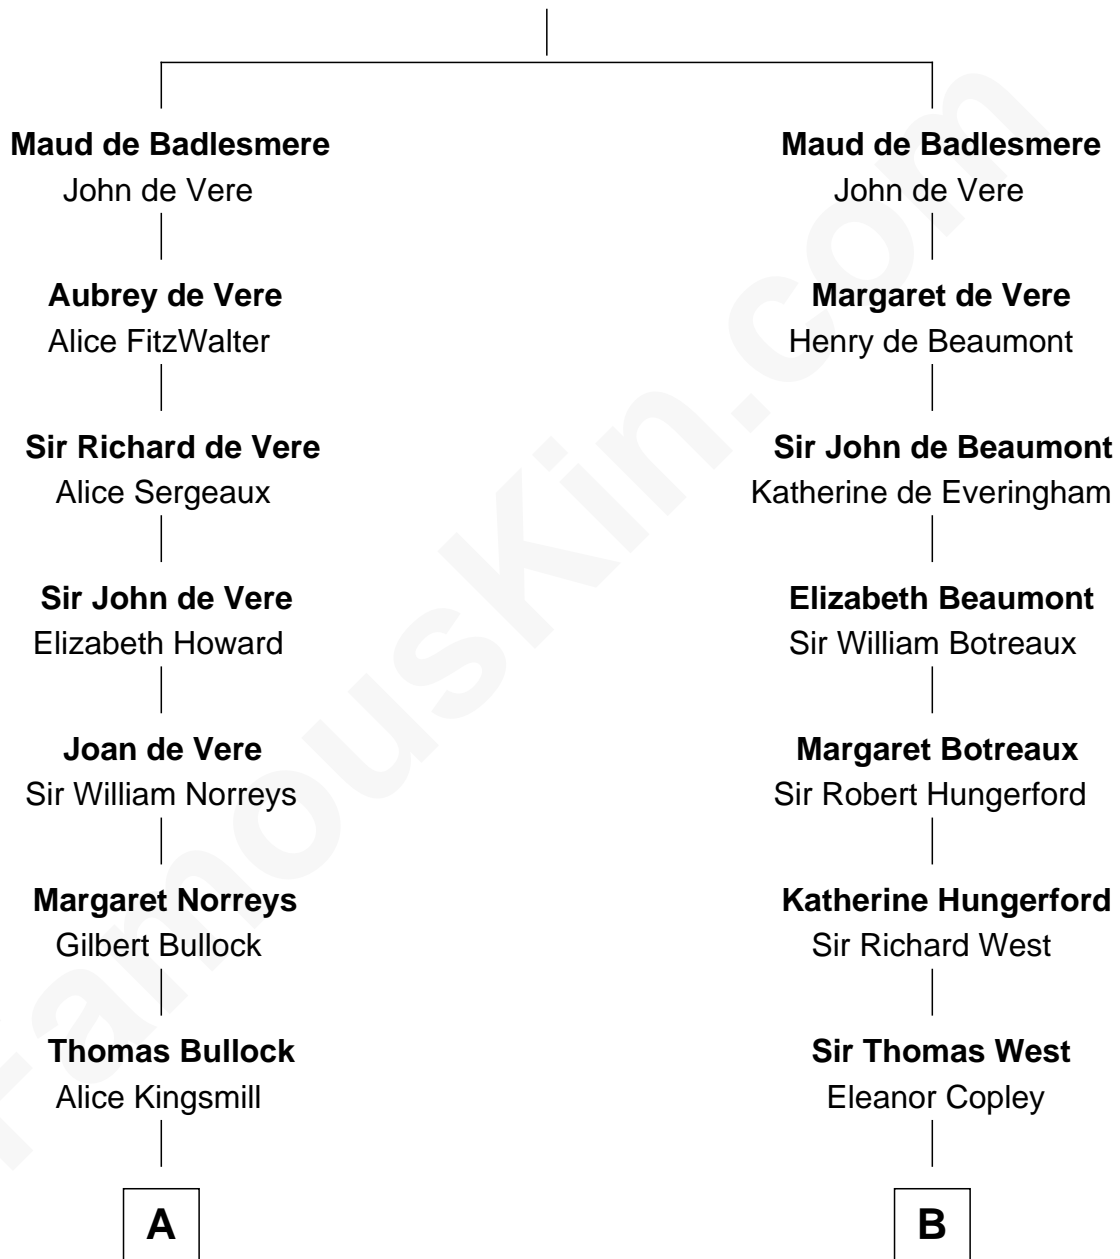 Maud de Badlesmere
John de Vere
Aubrey de Vere
Alice FitzWalter
Sir Richard de Vere
Alice Sergeaux
Sir John de Vere
Elizabeth Howard
Joan de Vere
Sir William Norreys
Margaret Norreys
Gilbert Bullock
Thomas Bullock
Alice Kingsmill
A
Maud de Badlesmere
John de Vere
Margaret de Vere
Henry de Beaumont
Sir John de Beaumont
Katherine de Everingham
Elizabeth Beaumont
Sir William Botreaux
Margaret Botreaux
Sir Robert Hungerford
Katherine Hungerford
Sir Richard West
Sir Thomas West
Eleanor Copley
B
FamousKin.com